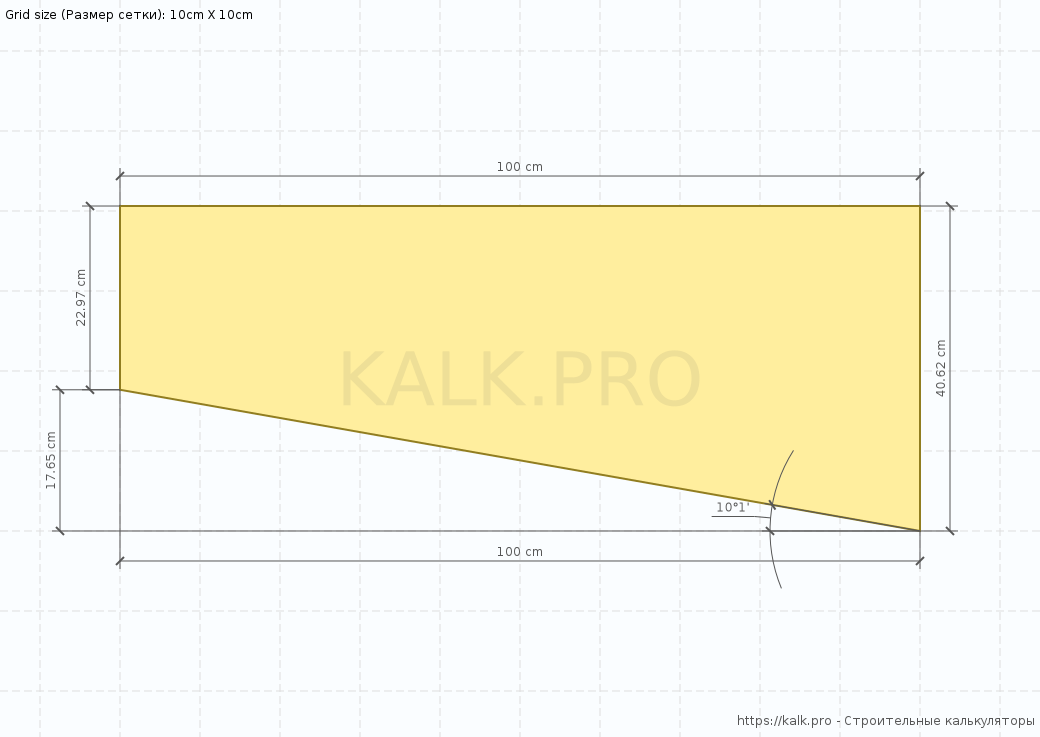 Grid size (Размер сетки): 10cm X 10cm
100 cm
22.97 cm
40.62 cm
KALK.PRO
17.65 cm
10°1'
100 cm
https://kalk.pro - Строительные калькуляторы